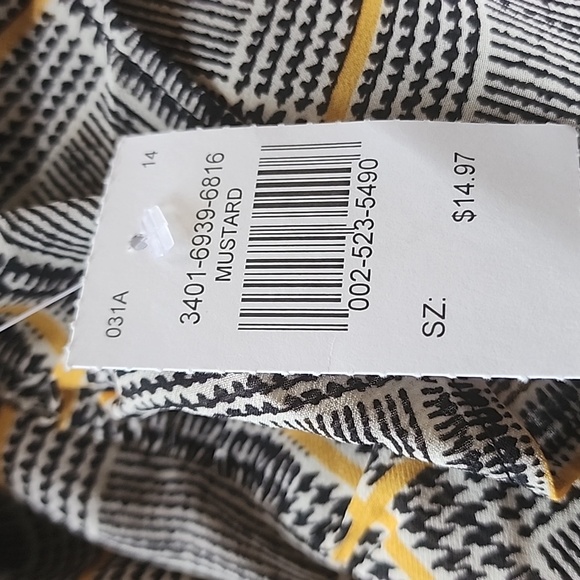 031A 14
3401-6939-6816
MUSTARD
002-523-5490
SZ: $14.97